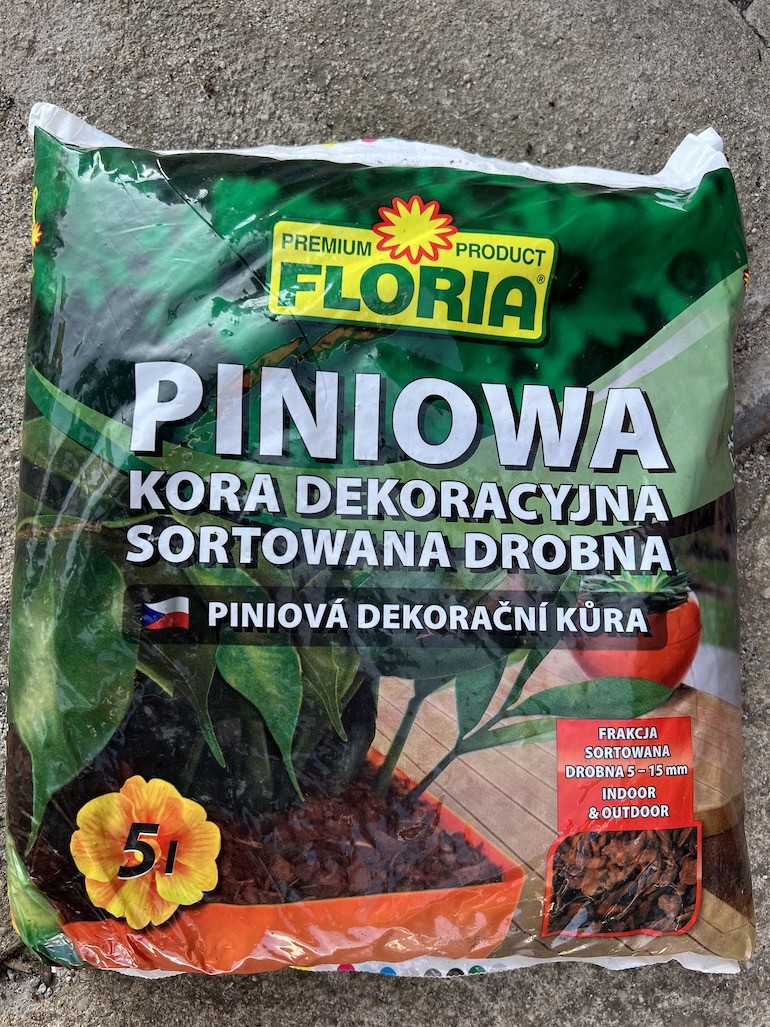 PREMIUM PRODUCT
FLORIA®
PINIOWA
KORA DEKORACYJNA
SORTOWANA DROBNA
PINIOVÁ DEKORAČNÍ KŮRA
FRAKCJA
SORTOWANA
DROBNA 5 – 15 mm
INDOOR
& OUTDOOR
5 l